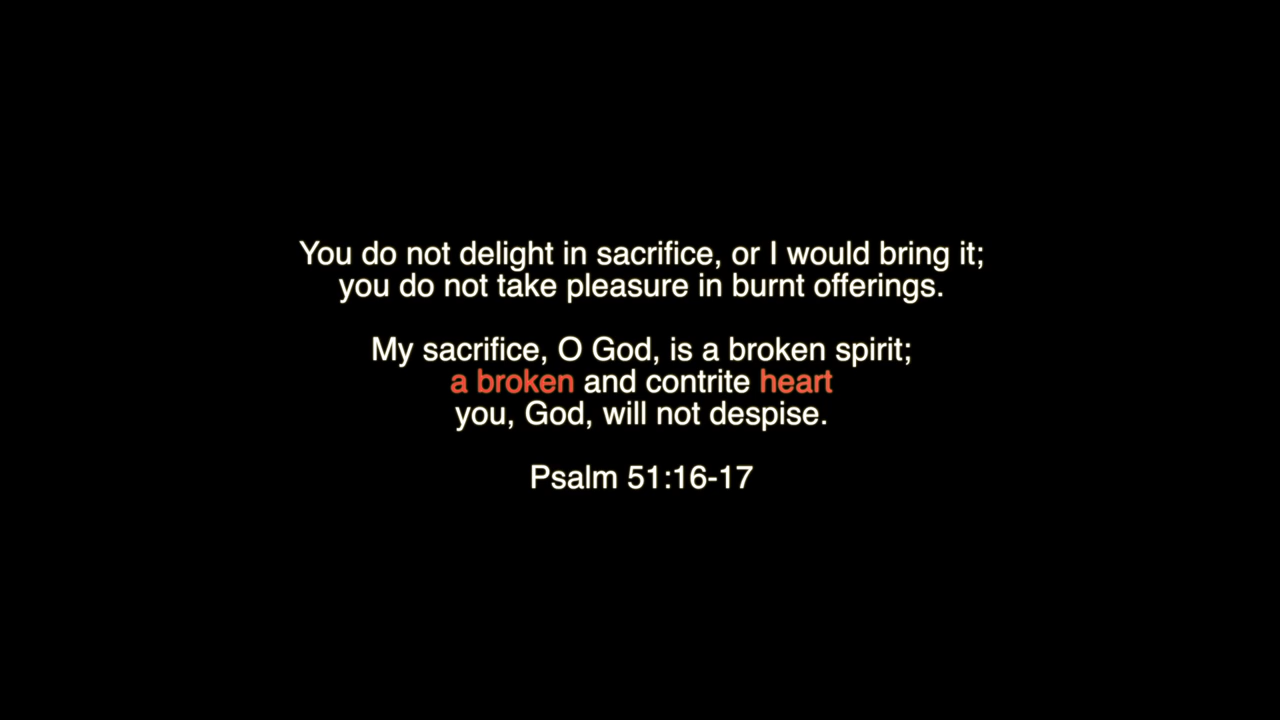 You do not delight in sacrifice, or I would bring it;
you do not take pleasure in burnt offerings.
My sacrifice, O God, is a broken spirit;
a broken and contrite heart
you, God, will not despise.
Psalm 51:16-17